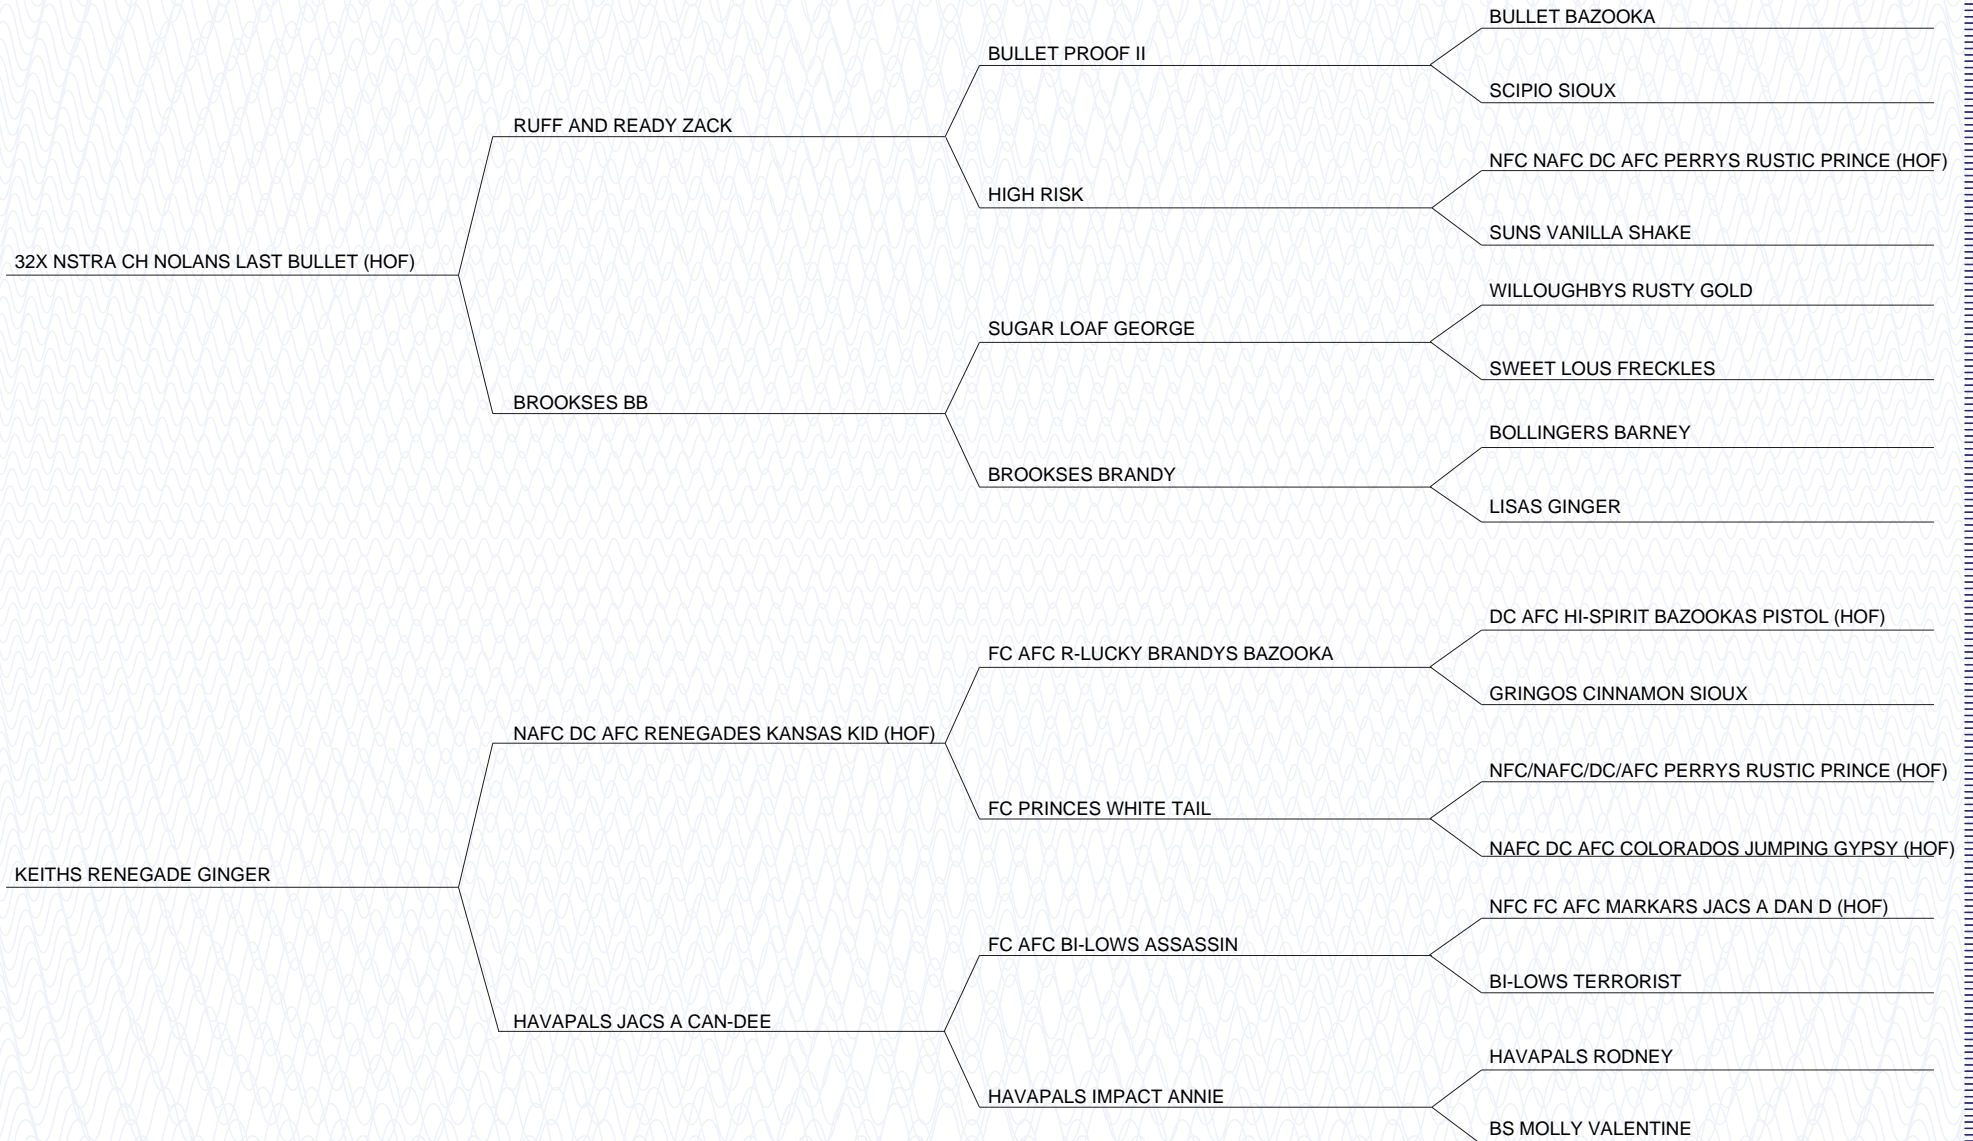 BULLET BAZOOKA
BULLET PROOF II
SCIPIO SIOUX
RUFF AND READY ZACK
NFC NAFC DC AFC PERRYS RUSTIC PRINCE (HOF)
HIGH RISK
SUNS VANILLA SHAKE
32X NSTRA CH NOLANS LAST BULLET (HOF)
WILLOUGHBYS RUSTY GOLD
SUGAR LOAF GEORGE
SWEET LOUS FRECKLES
BROOKSES BB
BOLLINGERS BARNEY
BROOKSES BRANDY
LISAS GINGER
DC AFC HI-SPIRIT BAZOOKAS PISTOL (HOF)
FC AFC R-LUCKY BRANDYS BAZOOKA
GRINGOS CINNAMON SIOUX
NAFC DC AFC RENEGADES KANSAS KID (HOF)
NFC/NAFC/DC/AFC PERRYS RUSTIC PRINCE (HOF)
FC PRINCES WHITE TAIL
NAFC DC AFC COLORADOS JUMPING GYPSY (HOF)
KEITHS RENEGADE GINGER
NFC FC AFC MARKARS JACS A DAN D (HOF)
FC AFC BI-LOWS ASSASSIN
BI-LOWS TERRORIST
HAVAPALS JACS A CAN-DEE
HAVAPALS RODNEY
HAVAPALS IMPACT ANNIE
BS MOLLY VALENTINE